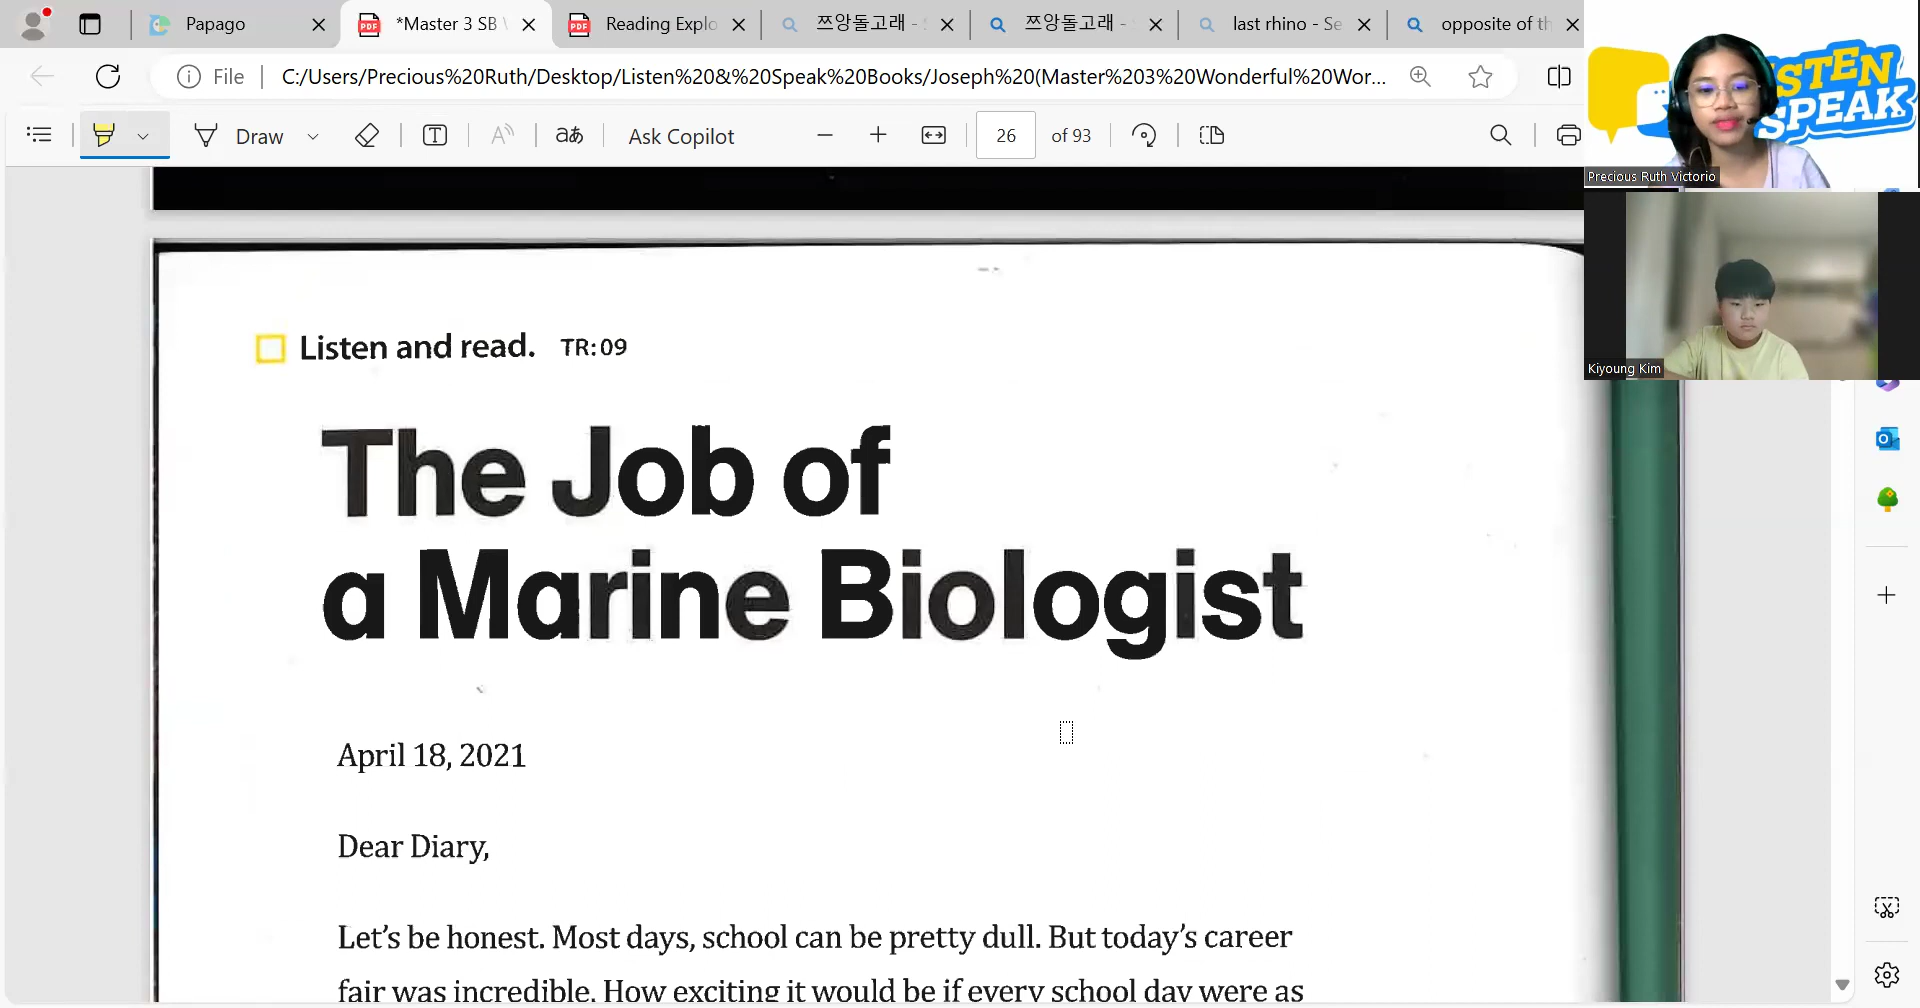 Papago
*Master 3 SB
Reading Explo
쯔앙돌고래 -
쯔앙돌고래 -
last rhino - Se
opposite of th
File
C:/Users/Precious%20Ruth/Desktop/Listen%20&%20Speak%20Books/Joseph%20(Master%203%20Wonderful%20Wor...
Draw
aあ
Ask Copilot
26
of 93
STEN
SPEAK
Precious Ruth Victorio
Kiyoung Kim
Listen and read. TR:09
The Job of
a Marine Biologist
April 18, 2021
Dear Diary,
Let's be honest. Most days, school can be pretty dull. But today's career
fair was incredible. How exciting it would be if every school day were as